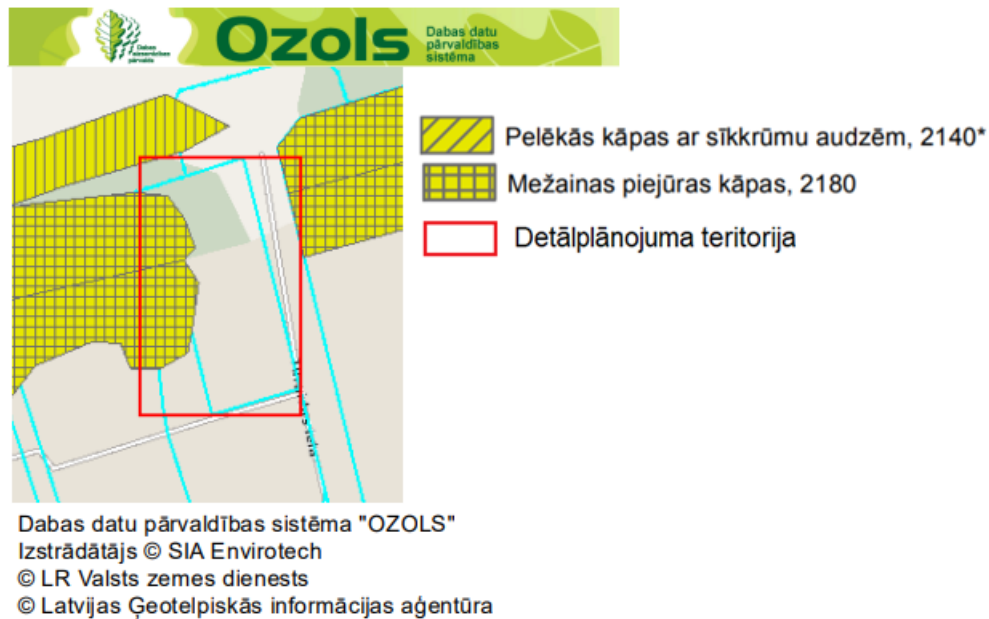 Dabas
aizsardzības
pārvalde
Ozols
Dabas datu
pārvaldības
sistēma
Pelēkās kāpas ar sīkkrūmu audzēm, 2140*
Mežainas piejūras kāpas, 2180
Detālplānojuma teritorija
Dabas datu pārvaldības sistēma "OZOLS"
Izstrādātājs © SIA Envirotech
© LR Valsts zemes dienests
© Latvijas Ģeotelpiskās informācijas aģentūra